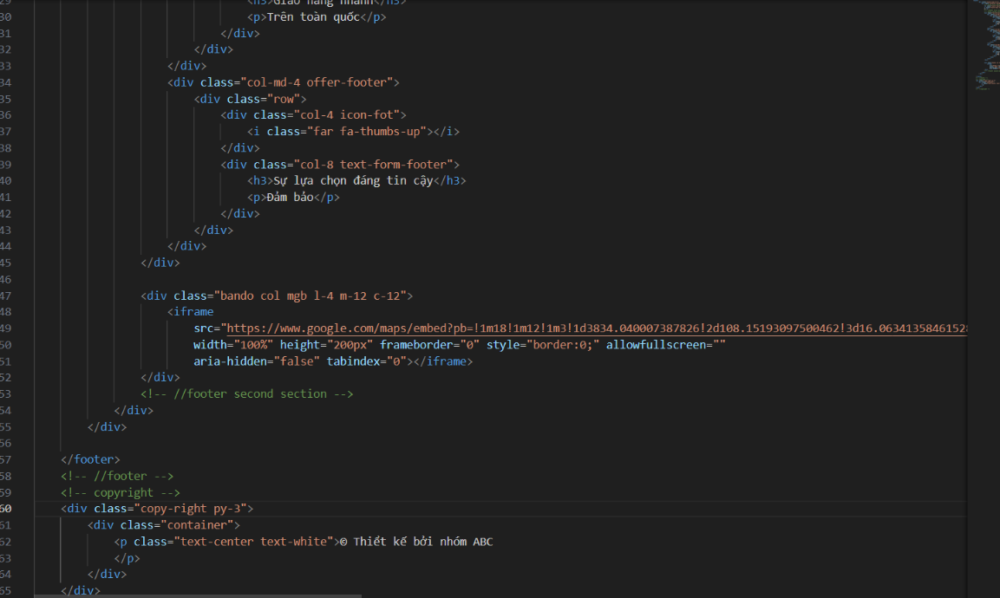 29 <h3>Giao hàng nhanh</h3>
30 <p>Trên toàn quốc</p>
31 </div>
32 </div>
33 </div>
34 <div class="col-md-4 offer-footer">
35 <div class="row">
36 <div class="col-4 icon-fot">
37 <i class="far fa-thumbs-up"></i>
38 </div>
39 <div class="col-8 text-form-footer">
40 <h3>Sự lựa chọn đáng tin cậy</h3>
41 <p>Đảm bảo</p>
42 </div>
43 </div>
44 </div>
45 </div>
46
47 <div class="bando col mgb l-4 m-12 c-12">
48 <iframe
49 src="https://www.google.com/maps/embed?pb=!1m18!1m12!1m3!1d3834.040007387826!2d108.15193097500462!3d16.0634135846152
50 width="100%" height="200px" frameborder="0" style="border:0;" allowfullscreen=""
51 aria-hidden="false" tabindex="0"></iframe>
52 </div>
53 <!-- //footer second section -->
54 </div>
55 </div>
56
57 </footer>
58 <!-- //footer -->
59 <!-- copyright -->
60 <div class="copy-right py-3">
61 <div class="container">
62 <p class="text-center text-white">© Thiết kế bởi nhóm ABC
63 </p>
64 </div>
65 </div>